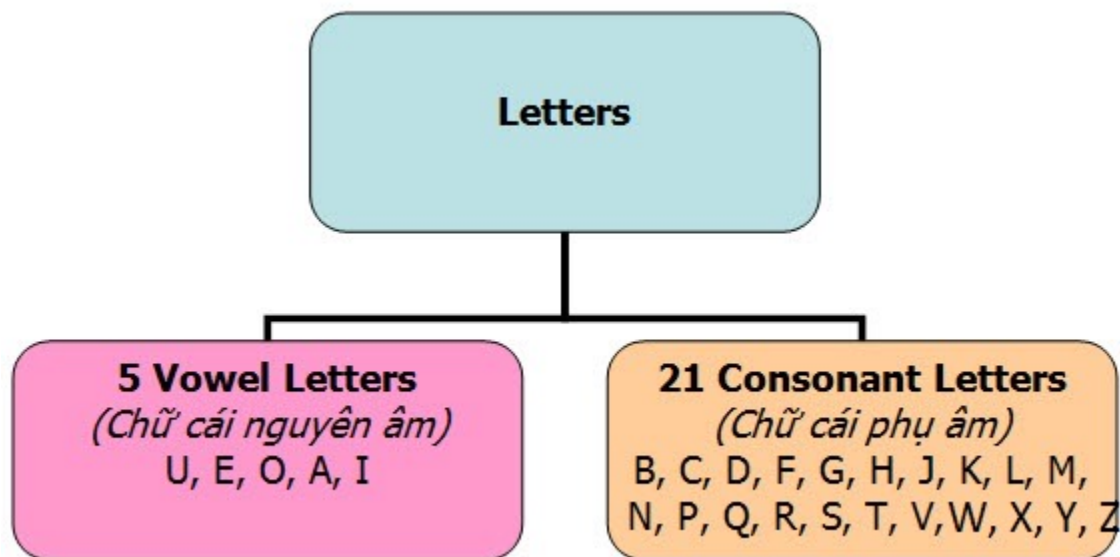 Letters
5 Vowel Letters
(Chữ cái nguyên âm)
U, E, O, A, I
21 Consonant Letters
(Chữ cái phụ âm)
B, C, D, F, G, H, J, K, L, M,
N, P, Q, R, S, T, V,W, X, Y, Z